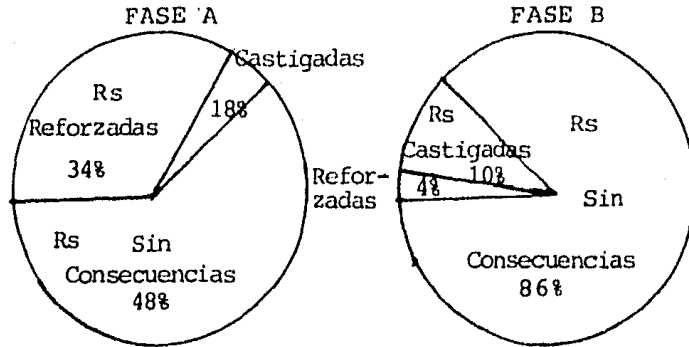 FASE A
Castigadas
18%
Rs
Reforzadas
34%
Rs Sin
Consecuencias
48%
FASE B
Rs
Castigadas
10%
Refor-
zadas
4%
Rs
Sin
Consecuencias
86%